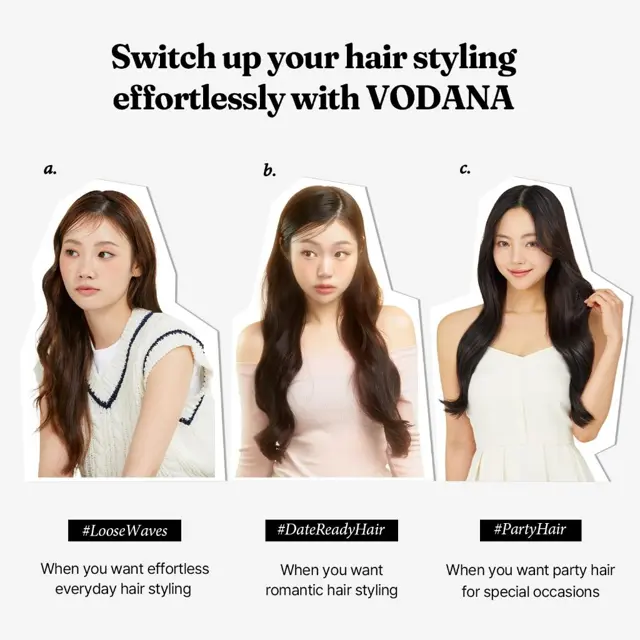 Switch up your hair styling
effortlessly with VODANA
a.
b.
c.
#LooseWaves
#DateReadyHair
#PartyHair
When you want effortless
everyday hair styling
When you want
romantic hair styling
When you want party hair
for special occasions